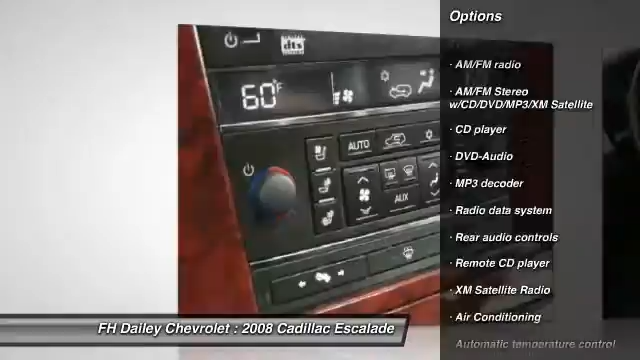 Options
· AM/FM radio
· AM/FM Stereo
w/CD/DVD/MP3/XM Satellite
· CD player
· DVD-Audio
· MP3 decoder
· Radio data system
· Rear audio controls
· Remote CD player
· XM Satellite Radio
· Air Conditioning
· Automatic temperature control
dts
60°F
AUTO
AUX
FH Dailey Chevrolet : 2008 Cadillac Escalade